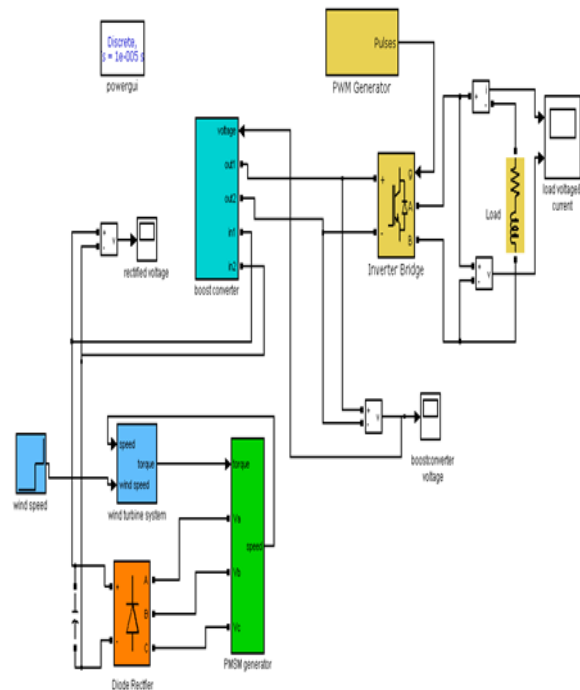 Discrete,
s = 1e-005 s
powergui
Pulses
PWM Generator
voltage
out1
out2
in1
in2
boost converter
+
-
g
A
B
Inverter Bridge
+
-
i
Load
load voltage&
current
+
-
v
+
-
v
rectified voltage
+
-
v
boostconverter
voltage
wind speed
speed
torque
wind speed
wind turbine system
torque
Va
speed
Vb
Vc
PMSM generator
+
-
A
B
C
Diode Rectfier